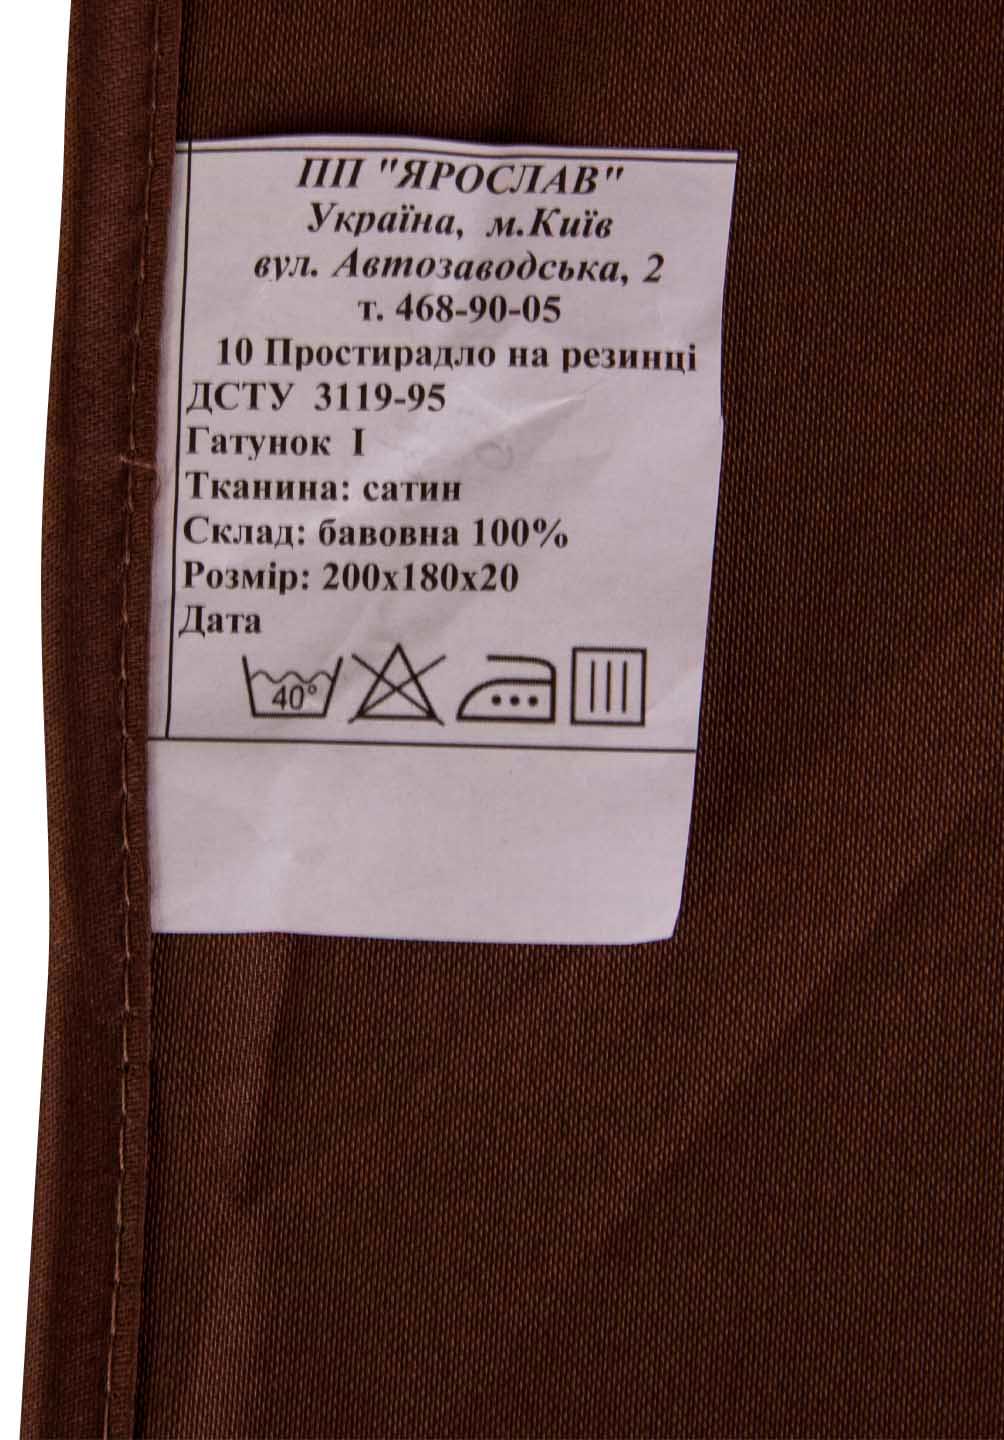 ПП "ЯРОСЛАВ"
Україна, м.Київ
вул. Автозаводська, 2
т. 468-90-05
10 Простирадло на резинці
ДСТУ 3119-95
Гатунок I
Тканина: сатин
Склад: бавовна 100%
Розмір: 200х180х20
Дата
40°